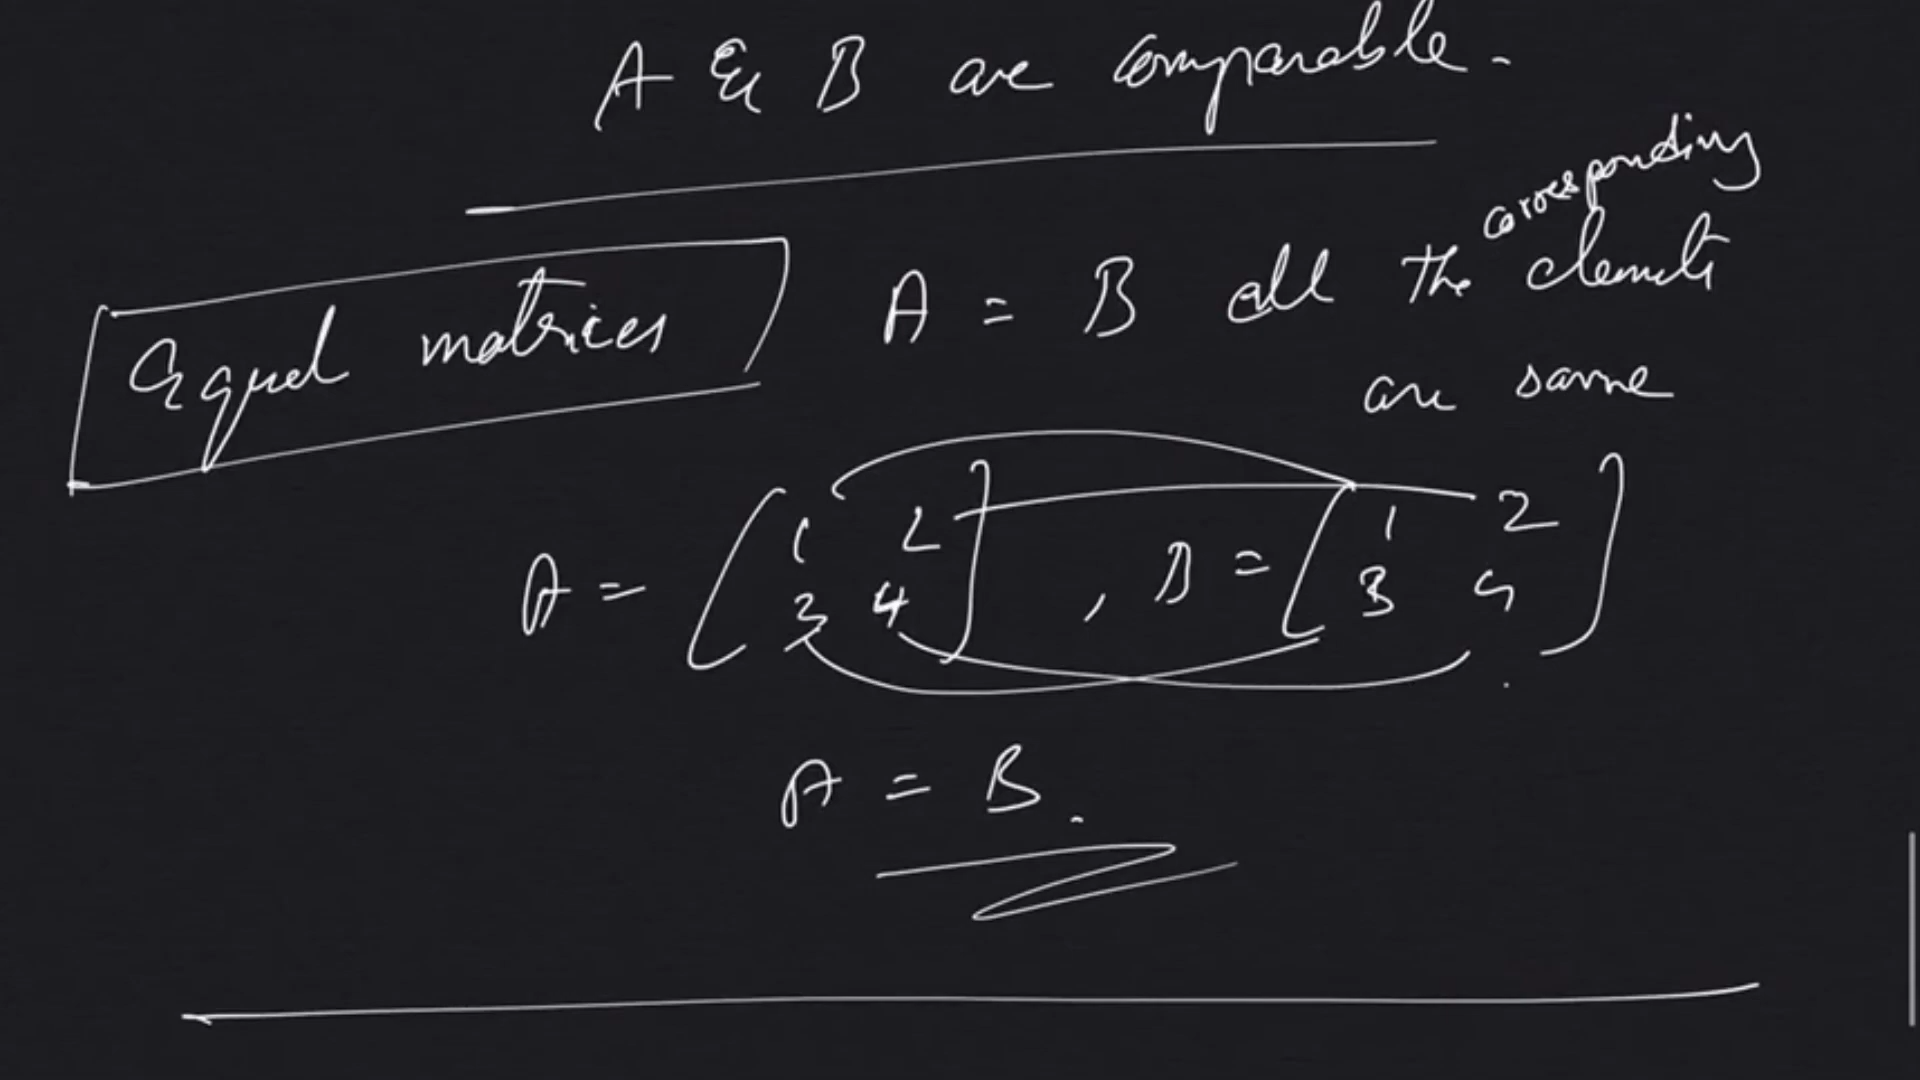 A & B are comparable.
corresponding
Equal matrices A = B all the elements
are same
A = [1 2
3 4], B = [1 2
3 4]
A = B.